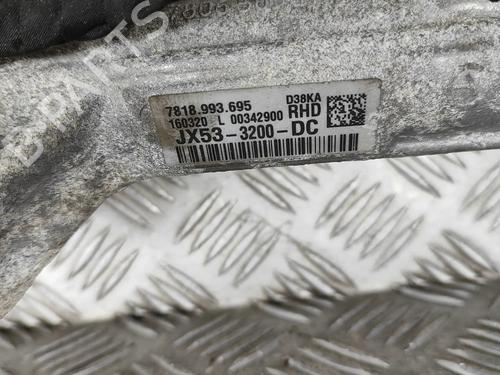 7818.993.695 D38KA
160320 L 00342900 RHD
JX53-3200-DC
B-PARTS